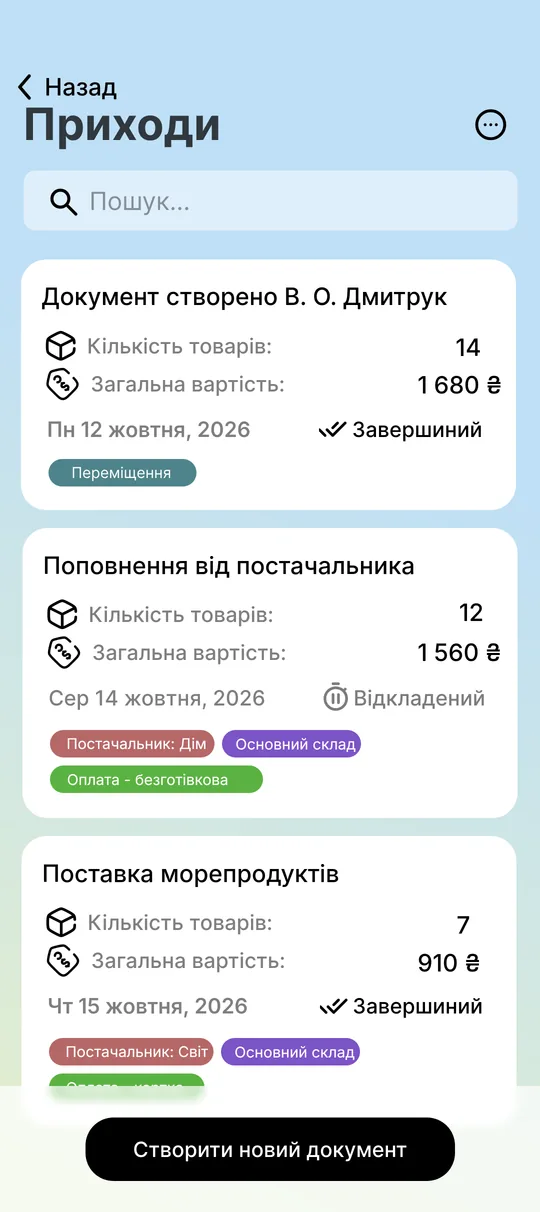 Назад
Приходи
Пошук...
Документ створено В. О. Дмитрук
Кількість товарів: 14
Загальна вартість: 1 680 ₴
Пн 12 жовтня, 2026 Завершиний
Переміщення
Поповнення від постачальника
Кількість товарів: 12
Загальна вартість: 1 560 ₴
Сер 14 жовтня, 2026 Відкладений
Постачальник: Дім Основний склад
Оплата - безготівкова
Поставка морепродуктів
Кількість товарів: 7
Загальна вартість: 910 ₴
Чт 15 жовтня, 2026 Завершиний
Постачальник: Світ Основний склад
Оплата - картка
Створити новий документ